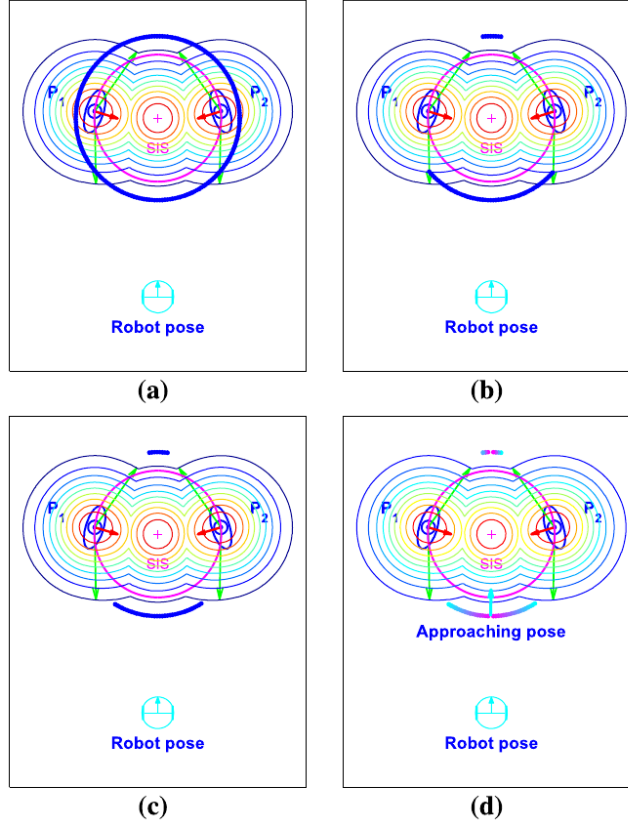 P1 P2
SIS
Robot pose
(a)
P1 P2
SIS
Robot pose
(b)
P1 P2
SIS
Robot pose
(c)
P1 P2
SIS
Approaching pose
Robot pose
(d)